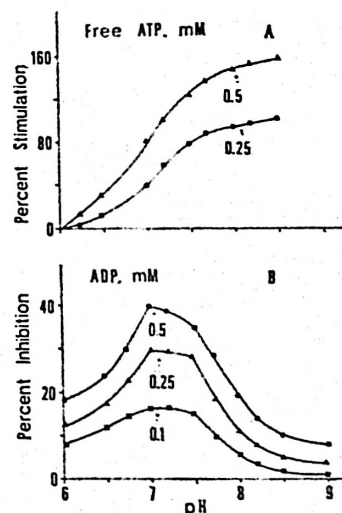 Free ATP, mM A
160
80
0
Percent Stimulation
0.5
0.25
ADP, mM B
40
20
0
Percent Inhibition
0.5
0.25
0.1
6 7 8 9
pH